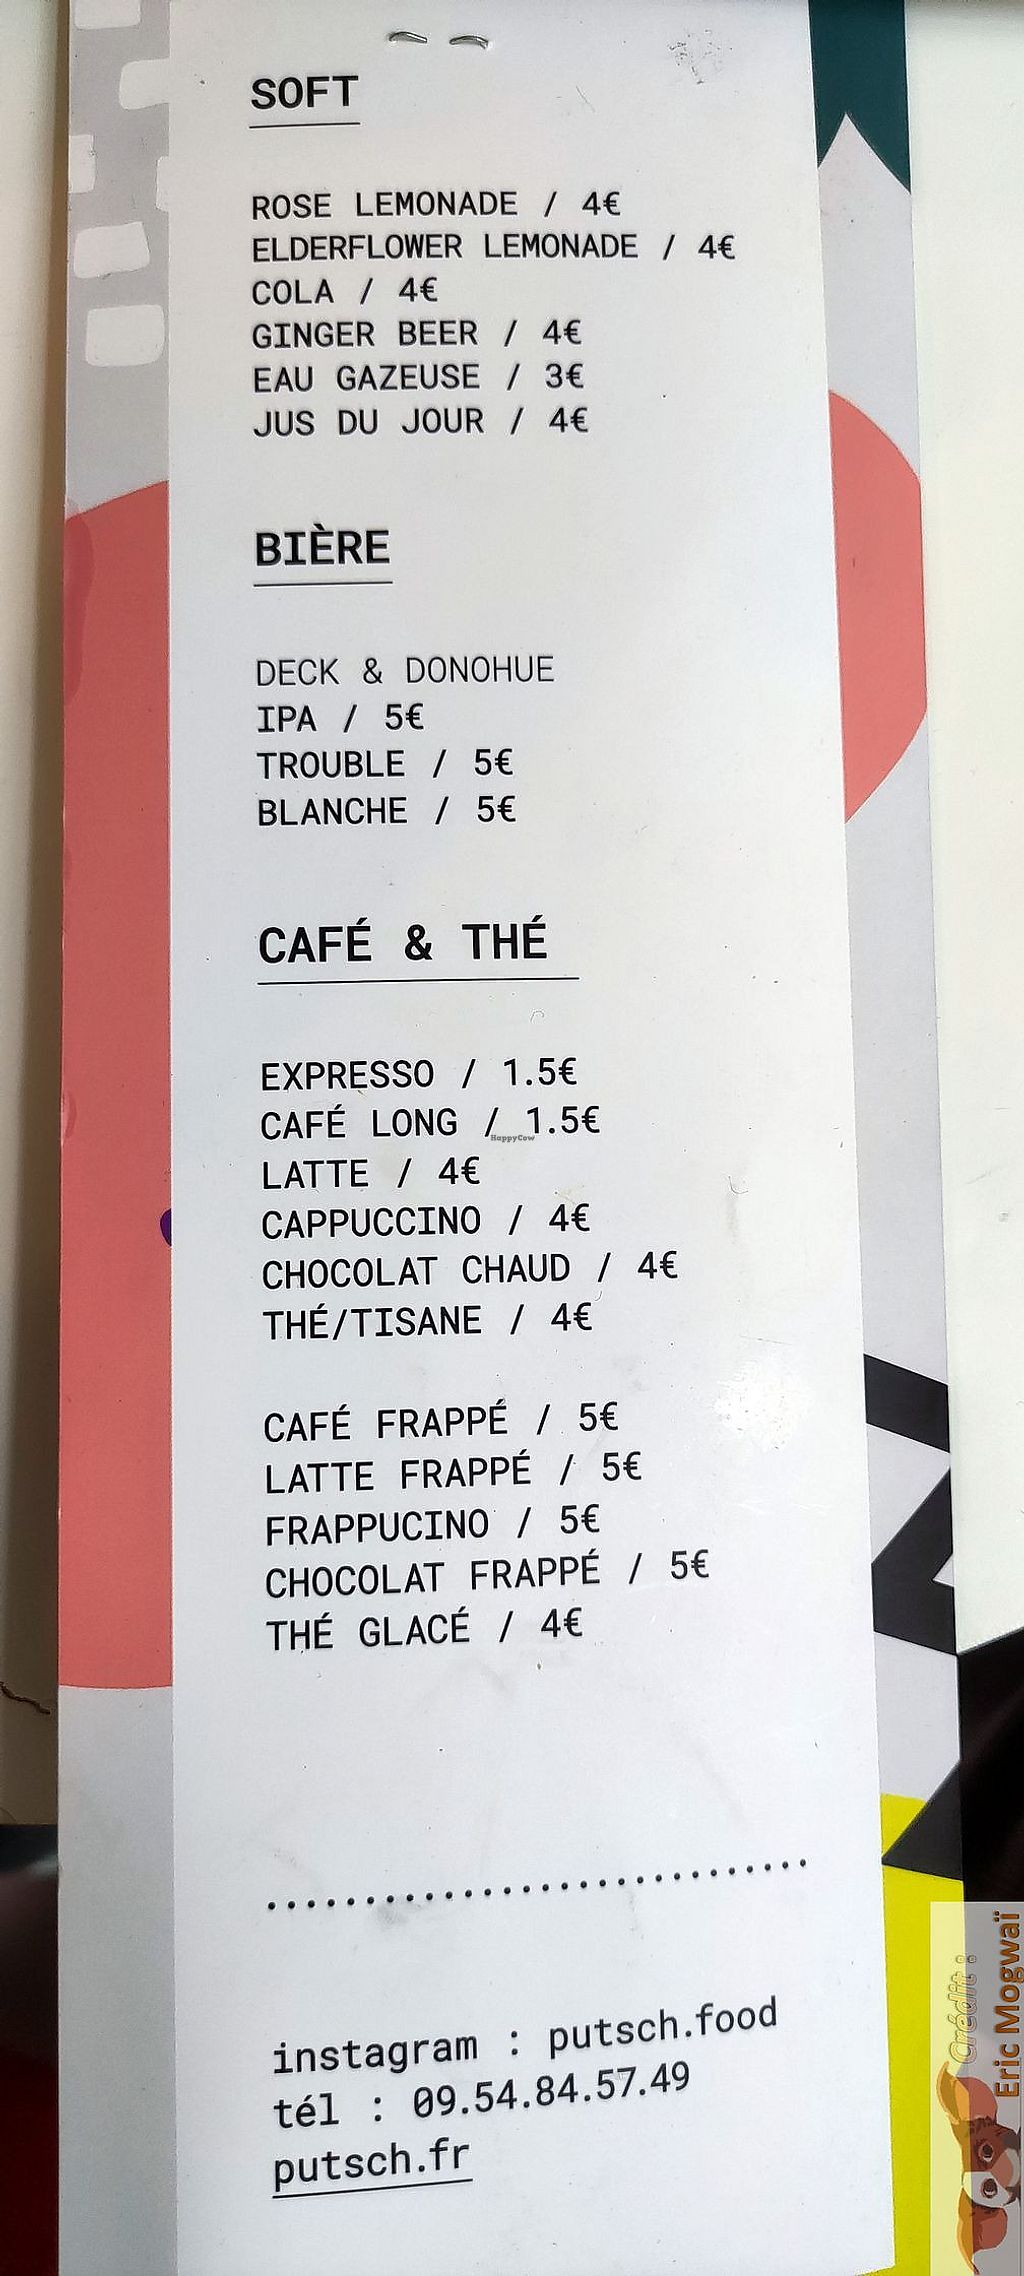 SOFT
ROSE LEMONADE / 4€
ELDERFLOWER LEMONADE / 4€
COLA / 4€
GINGER BEER / 4€
EAU GAZEUSE / 3€
JUS DU JOUR / 4€
BIÈRE
DECK & DONOHUE
IPA / 5€
TROUBLE / 5€
BLANCHE / 5€
CAFÉ & THÉ
EXPRESSO / 1.5€
CAFÉ LONG / 1.5€
HappyCow
LATTE / 4€
CAPPUCCINO / 4€
CHOCOLAT CHAUD / 4€
THÉ/TISANE / 4€
CAFÉ FRAPPÉ / 5€
LATTE FRAPPÉ / 5€
FRAPPUCINO / 5€
CHOCOLAT FRAPPÉ / 5€
THÉ GLACÉ / 4€
instagram : putsch.food
tél : 09.54.84.57.49
putsch.fr
Crédit :
Eric Mogwaï